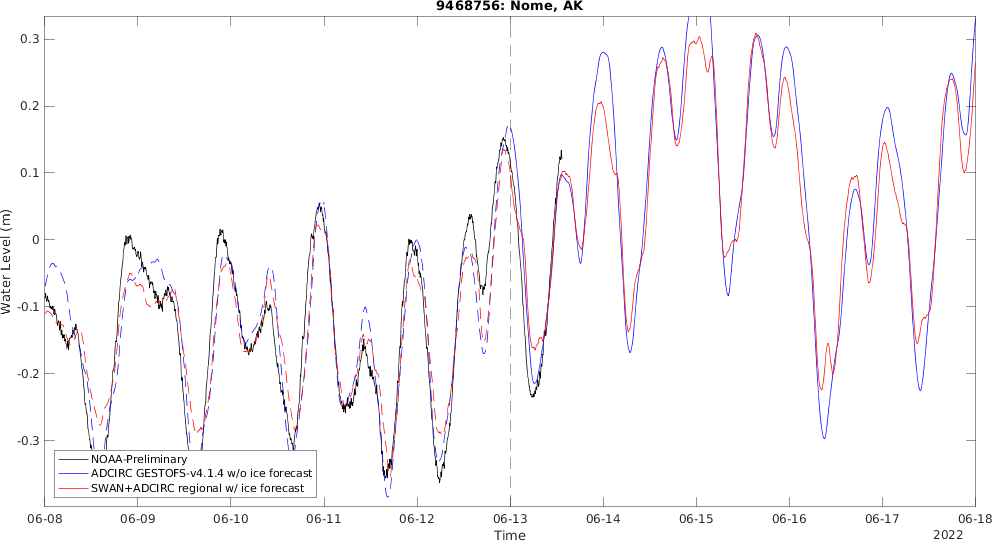 9468756: Nome, AK
0.3
0.2
0.1
0
-0.1
-0.2
-0.3
Water Level (m)
NOAA-Preliminary
ADCIRC GESTOFS-v4.1.4 w/o ice forecast
SWAN+ADCIRC regional w/ ice forecast
06-08 06-09 06-10 06-11 06-12 06-13 06-14 06-15 06-16 06-17 06-18
Time
2022